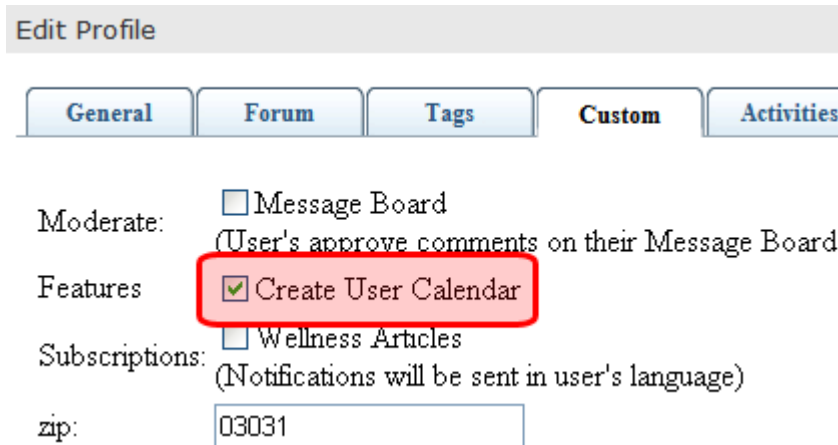 Edit Profile
General Forum Tags Custom Activities
Moderate: Message Board
(User's approve comments on their Message Board
Features Create User Calendar
Subscriptions: Wellness Articles
(Notifications will be sent in user's language)
zip: 03031